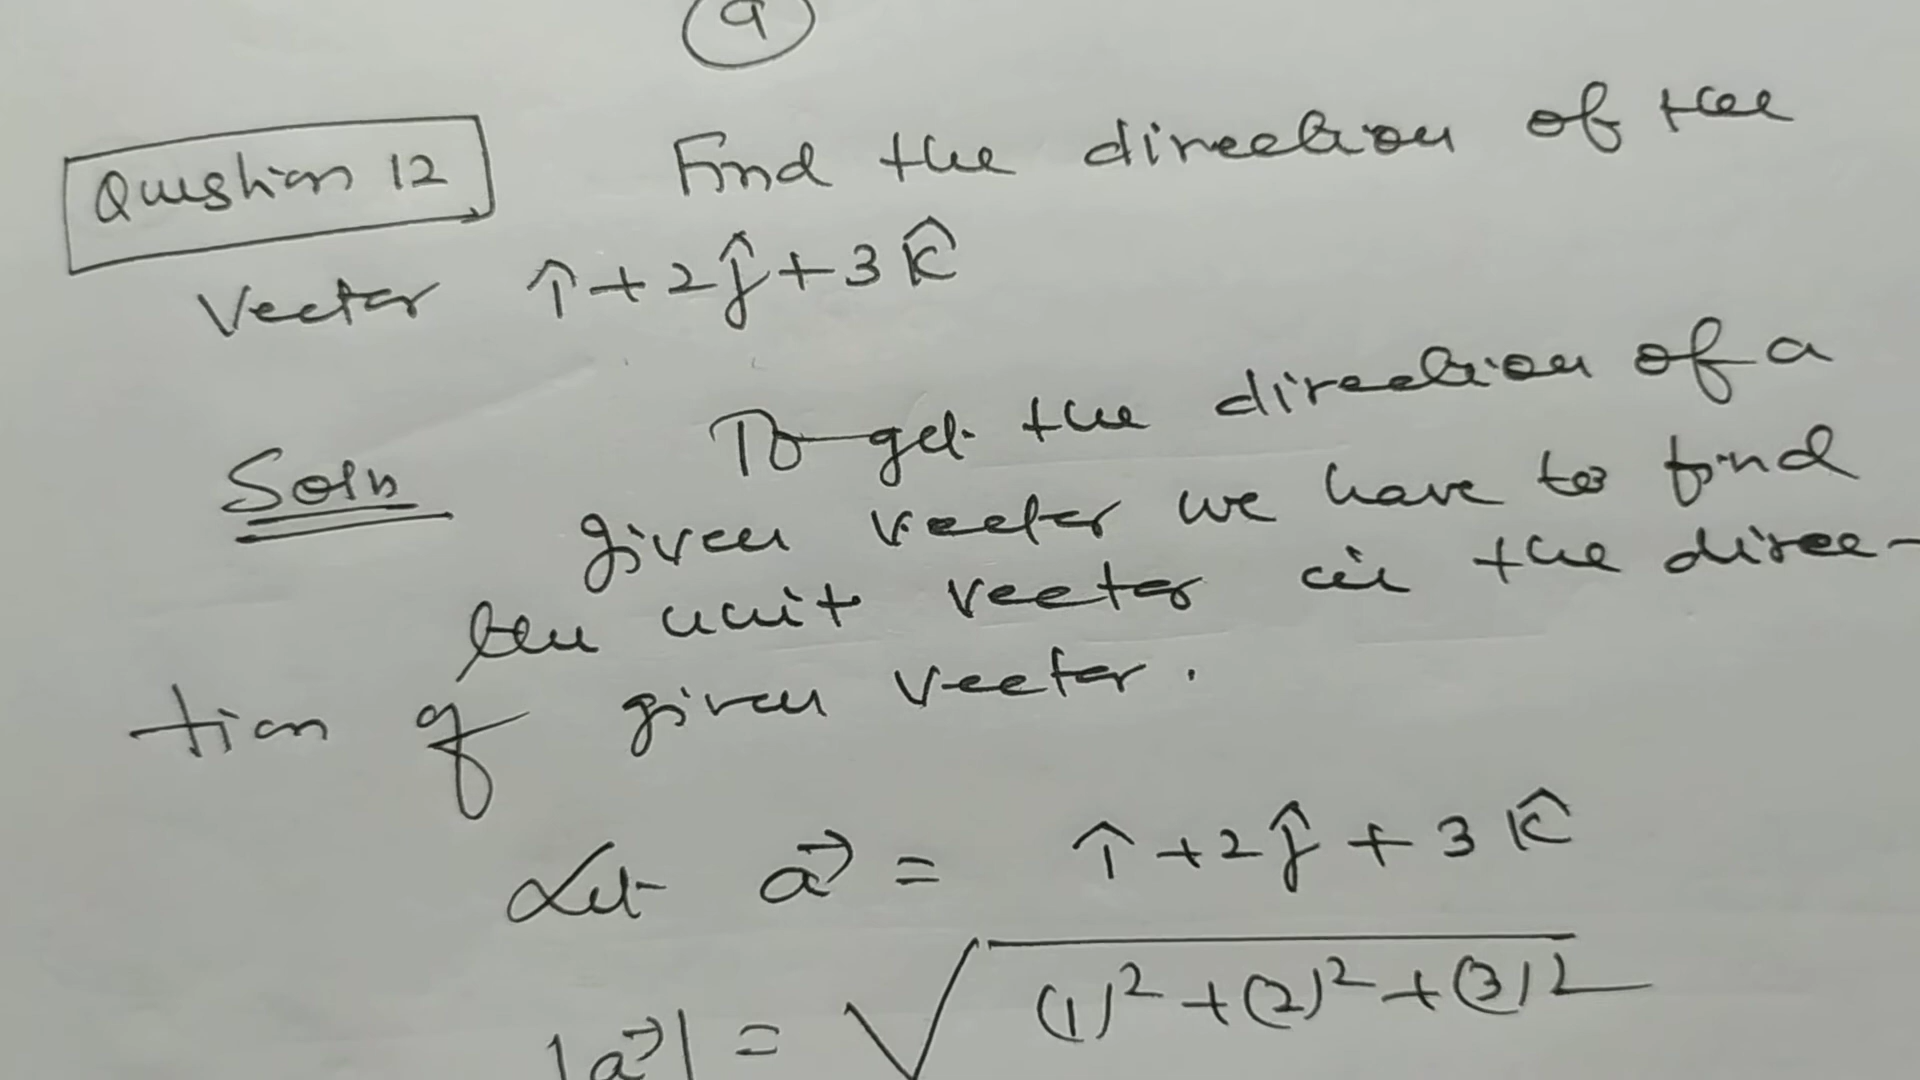 9
Question 12 Find the direction of the
Vector î + 2ĵ + 3k̂
Soln To get the direction of a
given vector we have to find
the unit vector in the direc-
tion of given vector.
Let a⃗ = î + 2ĵ + 3k̂
|a⃗| = √(1)² + (2)² + (3)²